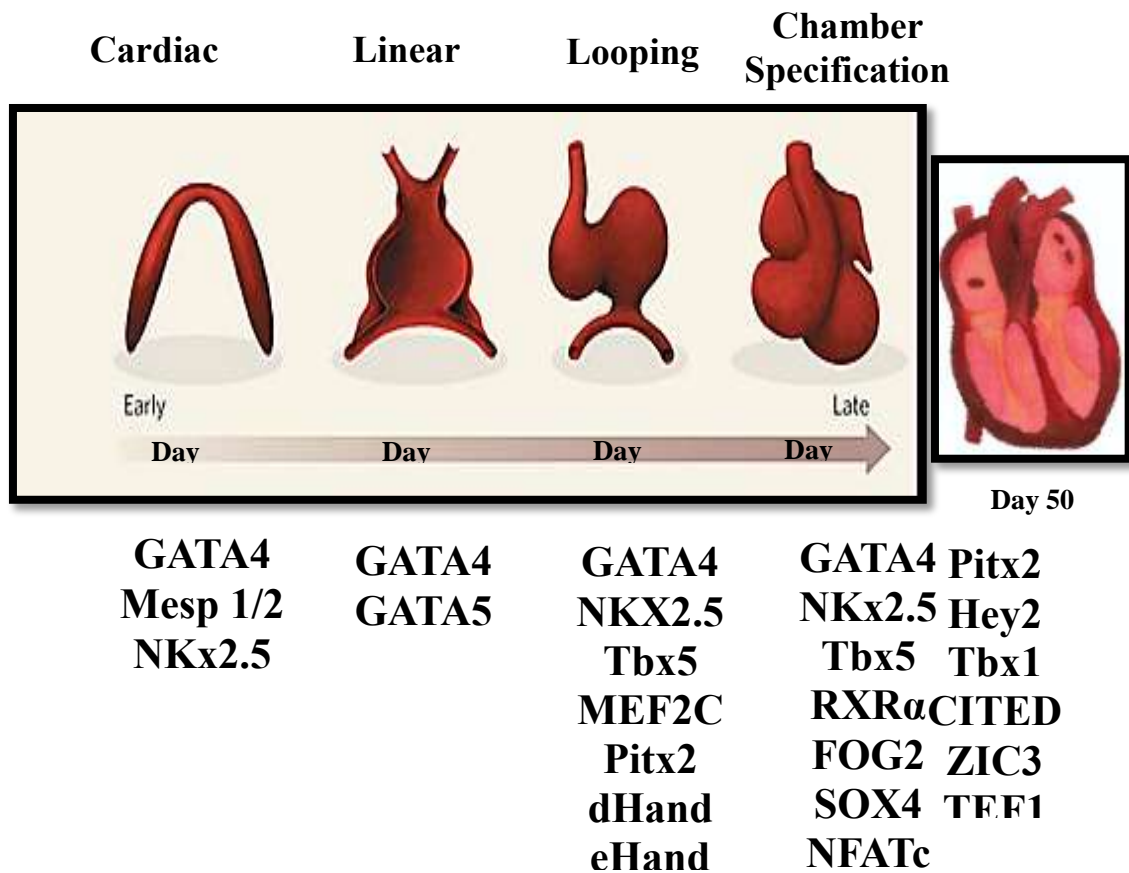 Cardiac
Linear
Looping
Chamber
Specification
Early
Late
Day
Day
Day
Day
Day 50
GATA4
Mesp 1/2
NKx2.5
GATA4
GATA5
GATA4
NKX2.5
Tbx5
MEF2C
Pitx2
dHand
eHand
GATA4
NKx2.5
Tbx5
RXRα
FOG2
SOX4
NFATc
Pitx2
Hey2
Tbx1
CITED
ZIC3
TEF1